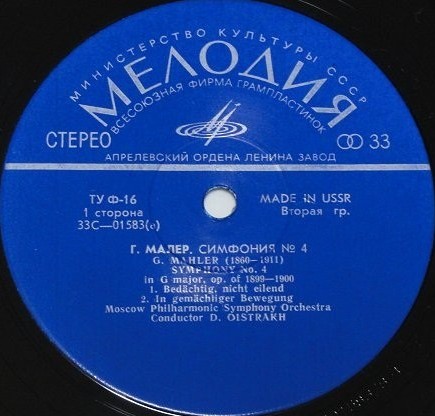 МИНИСТЕРСТВО КУЛЬТУРЫ СССР
МЕЛОДИЯ
ВСЕСОЮЗНАЯ ФИРМА ГРАМПЛАСТИНОК
СТЕРЕО
33
АПРЕЛЕВСКИЙ ОРДЕНА ЛЕНИНА ЗАВОД
ТУ Ф-16
MADE IN USSR
1 сторона
Вторая гр.
33С—01583(с)
Г. МАЛЕР. СИМФОНИЯ № 4
G. MAHLER (1860—1911)
SYMPHONY No. 4
in G major, op. of 1899—1900
1. Bedächtig, nicht eilend
2. In gemächliger Bewegung
Moscow Philharmonic Symphony Orchestra
Conductor D. OISTRAKH